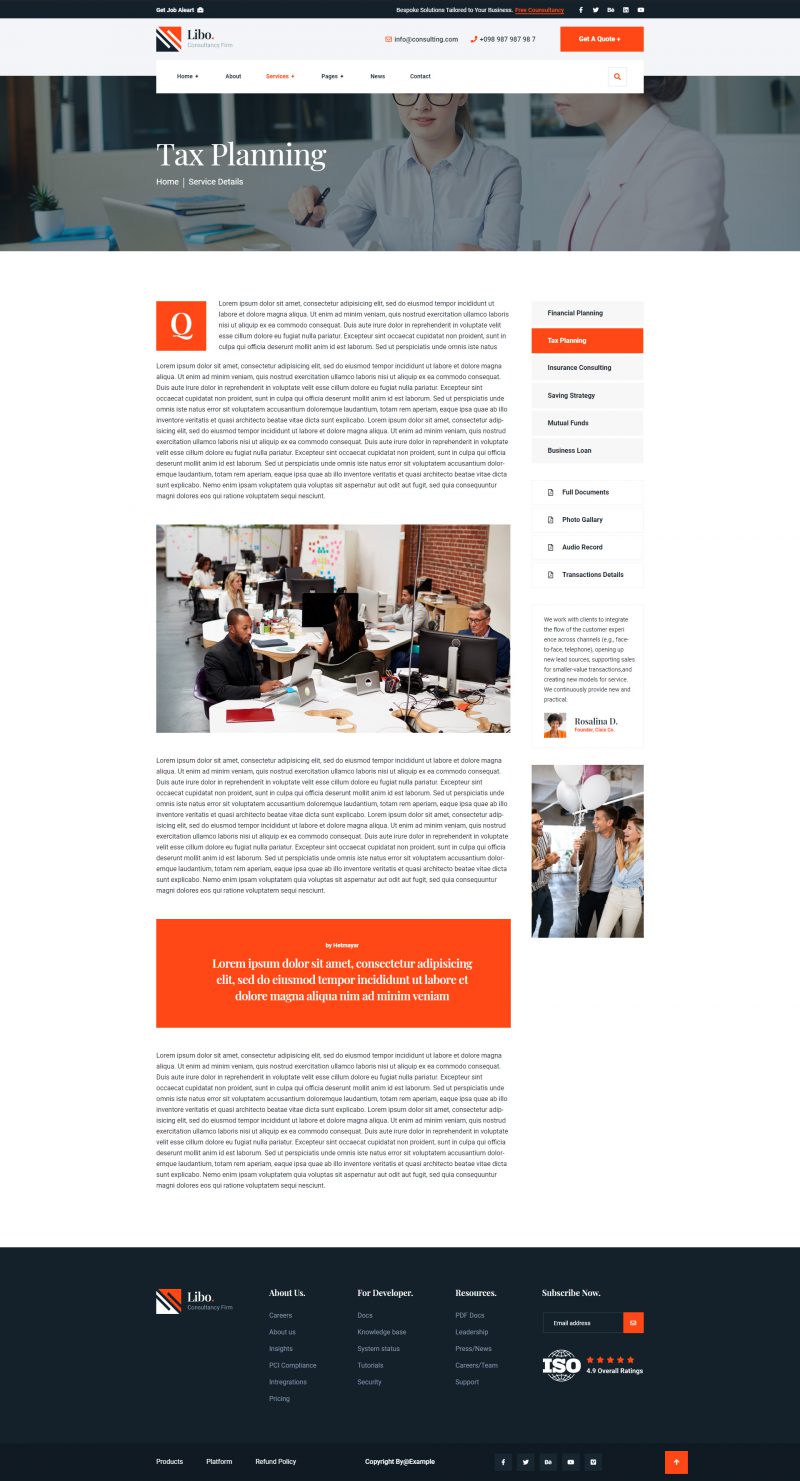 Get Job Aleart
Bespoke Solutions Tailored to Your Business. Free Counsultancy
Libo.
Consultancy Firm
info@consulting.com
+098 987 987 98 7
Get A Quote +
Home +
About
Services +
Pages +
News
Contact
Tax Planning
Home | Service Details
Q
Lorem ipsum dolor sit amet, consectetur adipisicing elit, sed do eiusmod tempor incididunt ut
labore et dolore magna aliqua. Ut enim ad minim veniam, quis nostrud exercitation ullamco laboris
nisi ut aliquip ex ea commodo consequat. Duis aute irure dolor in reprehenderit in voluptate
velit esse cillum dolore eu fugiat nulla pariatur. Excepteur sint occaecat cupidatat non proident, sunt in
culpa qui officia deserunt mollit anim id est laborum. Sed ut perspiciatis unde omnis iste natus
Lorem ipsum dolor sit amet, consectetur adipisicing elit, sed do eiusmod tempor incididunt ut labore et dolore magna
aliqua. Ut enim ad minim veniam, quis nostrud exercitation ullamco laboris nisi ut aliquip ex ea commodo consequat.
Duis aute irure dolor in reprehenderit in voluptate velit esse cillum dolore eu fugiat nulla pariatur. Excepteur sint
occaecat cupidatat non proident, sunt in culpa qui officia deserunt mollit anim id est laborum. Sed ut perspiciatis
unde omnis iste natus error sit voluptatem accusantium doloremque laudantium, totam rem aperiam, eaque ipsa quae ab illo
inventore veritatis et quasi architecto beatae vitae dicta sunt explicabo. Lorem ipsum dolor sit amet, consectetur adip-
isicing elit, sed do eiusmod tempor incididunt ut labore et dolore magna aliqua. Ut enim ad minim veniam, quis nostrud
exercitation ullamco laboris nisi ut aliquip ex ea commodo consequat. Duis aute irure dolor in reprehenderit in voluptate
velit esse cillum dolore eu fugiat nulla pariatur. Excepteur sint occaecat cupidatat non proident, sunt in culpa qui officia
deserunt mollit anim id est laborum. Sed ut perspiciatis unde omnis iste natus error sit voluptatem accusantium dolor-
emque laudantium, totam rem aperiam, eaque ipsa quae ab illo inventore veritatis et quasi architecto beatae vitae dicta
sunt explicabo. Nemo enim ipsam voluptatem quia voluptas sit aspernatur aut odit aut fugit, sed quia consequuntur
magni dolores eos qui ratione voluptatem sequi nesciunt.
Lorem ipsum dolor sit amet, consectetur adipisicing elit, sed do eiusmod tempor incididunt ut labore et dolore magna
aliqua. Ut enim ad minim veniam, quis nostrud exercitation ullamco laboris nisi ut aliquip ex ea commodo consequat.
Duis aute irure dolor in reprehenderit in voluptate velit esse cillum dolore eu fugiat nulla pariatur. Excepteur sint
occaecat cupidatat non proident, sunt in culpa qui officia deserunt mollit anim id est laborum. Sed ut perspiciatis unde
omnis iste natus error sit voluptatem accusantium doloremque laudantium, totam rem aperiam, eaque ipsa quae ab illo
inventore veritatis et quasi architecto beatae vitae dicta sunt explicabo. Lorem ipsum dolor sit amet, consectetur adip-
isicing elit, sed do eiusmod tempor incididunt ut labore et dolore magna aliqua. Ut enim ad minim veniam, quis nostrud
exercitation ullamco laboris nisi ut aliquip ex ea commodo consequat. Duis aute irure dolor in reprehenderit in voluptate
velit esse cillum dolore eu fugiat nulla pariatur. Excepteur sint occaecat cupidatat non proident, sunt in culpa qui officia
deserunt mollit anim id est laborum. Sed ut perspiciatis unde omnis iste natus error sit voluptatem accusantium dolor-
emque laudantium, totam rem aperiam, eaque ipsa quae ab illo inventore veritatis et quasi architecto beatae vitae dicta
sunt explicabo. Nemo enim ipsam voluptatem quia voluptas sit aspernatur aut odit aut fugit, sed quia consequuntur
magni dolores eos qui ratione voluptatem sequi nesciunt.
by Hetmayar
Lorem ipsum dolor sit amet, consectetur adipisicing
elit, sed do eiusmod tempor incididunt ut labore et
dolore magna aliqua nim ad minim veniam
Lorem ipsum dolor sit amet, consectetur adipisicing elit, sed do eiusmod tempor incididunt ut labore et dolore magna
aliqua. Ut enim ad minim veniam, quis nostrud exercitation ullamco laboris nisi ut aliquip ex ea commodo consequat.
Duis aute irure dolor in reprehenderit in voluptate velit esse cillum dolore eu fugiat nulla pariatur. Excepteur sint
occaecat cupidatat non proident, sunt in culpa qui officia deserunt mollit anim id est laborum. Sed ut perspiciatis unde
omnis iste natus error sit voluptatem accusantium doloremque laudantium, totam rem aperiam, eaque ipsa quae ab illo
inventore veritatis et quasi architecto beatae vitae dicta sunt explicabo. Lorem ipsum dolor sit amet, consectetur adip-
isicing elit, sed do eiusmod tempor incididunt ut labore et dolore magna aliqua. Ut enim ad minim veniam, quis nostrud
exercitation ullamco laboris nisi ut aliquip ex ea commodo consequat. Duis aute irure dolor in reprehenderit in voluptate
velit esse cillum dolore eu fugiat nulla pariatur. Excepteur sint occaecat cupidatat non proident, sunt in culpa qui officia
deserunt mollit anim id est laborum. Sed ut perspiciatis unde omnis iste natus error sit voluptatem accusantium dolor-
emque laudantium, totam rem aperiam, eaque ipsa quae ab illo inventore veritatis et quasi architecto beatae vitae dicta
sunt explicabo. Nemo enim ipsam voluptatem quia voluptas sit aspernatur aut odit aut fugit, sed quia consequuntur
magni dolores eos qui ratione voluptatem sequi nesciunt.
Financial Planning
Tax Planning
Insurance Consulting
Saving Strategy
Mutual Funds
Business Loan
Full Documents
Photo Gallary
Audio Record
Transactions Details
We work with clients to integrate
the flow of the customer experi
ence across channels (e.g., face-
to-face, telephone), opening up
new lead sources, supporting sales
for smaller-value transactions,and
creating new models for service.
We continuously provide new and
practical.
Rosalina D.
Founder, Cisix Co.
Libo.
Consultancy Firm
About Us.
Careers
About us
Insights
PCI Compliance
Intregrations
Pricing
For Developer.
Docs
Knowledge base
System status
Tutorials
Security
Resources.
PDF Docs
Leadership
Press/News
Careers/Team
Support
Subscribe Now.
Email address
ISO
4.9 Overall Ratings
Products
Platform
Refund Policy
Copyright By@Example